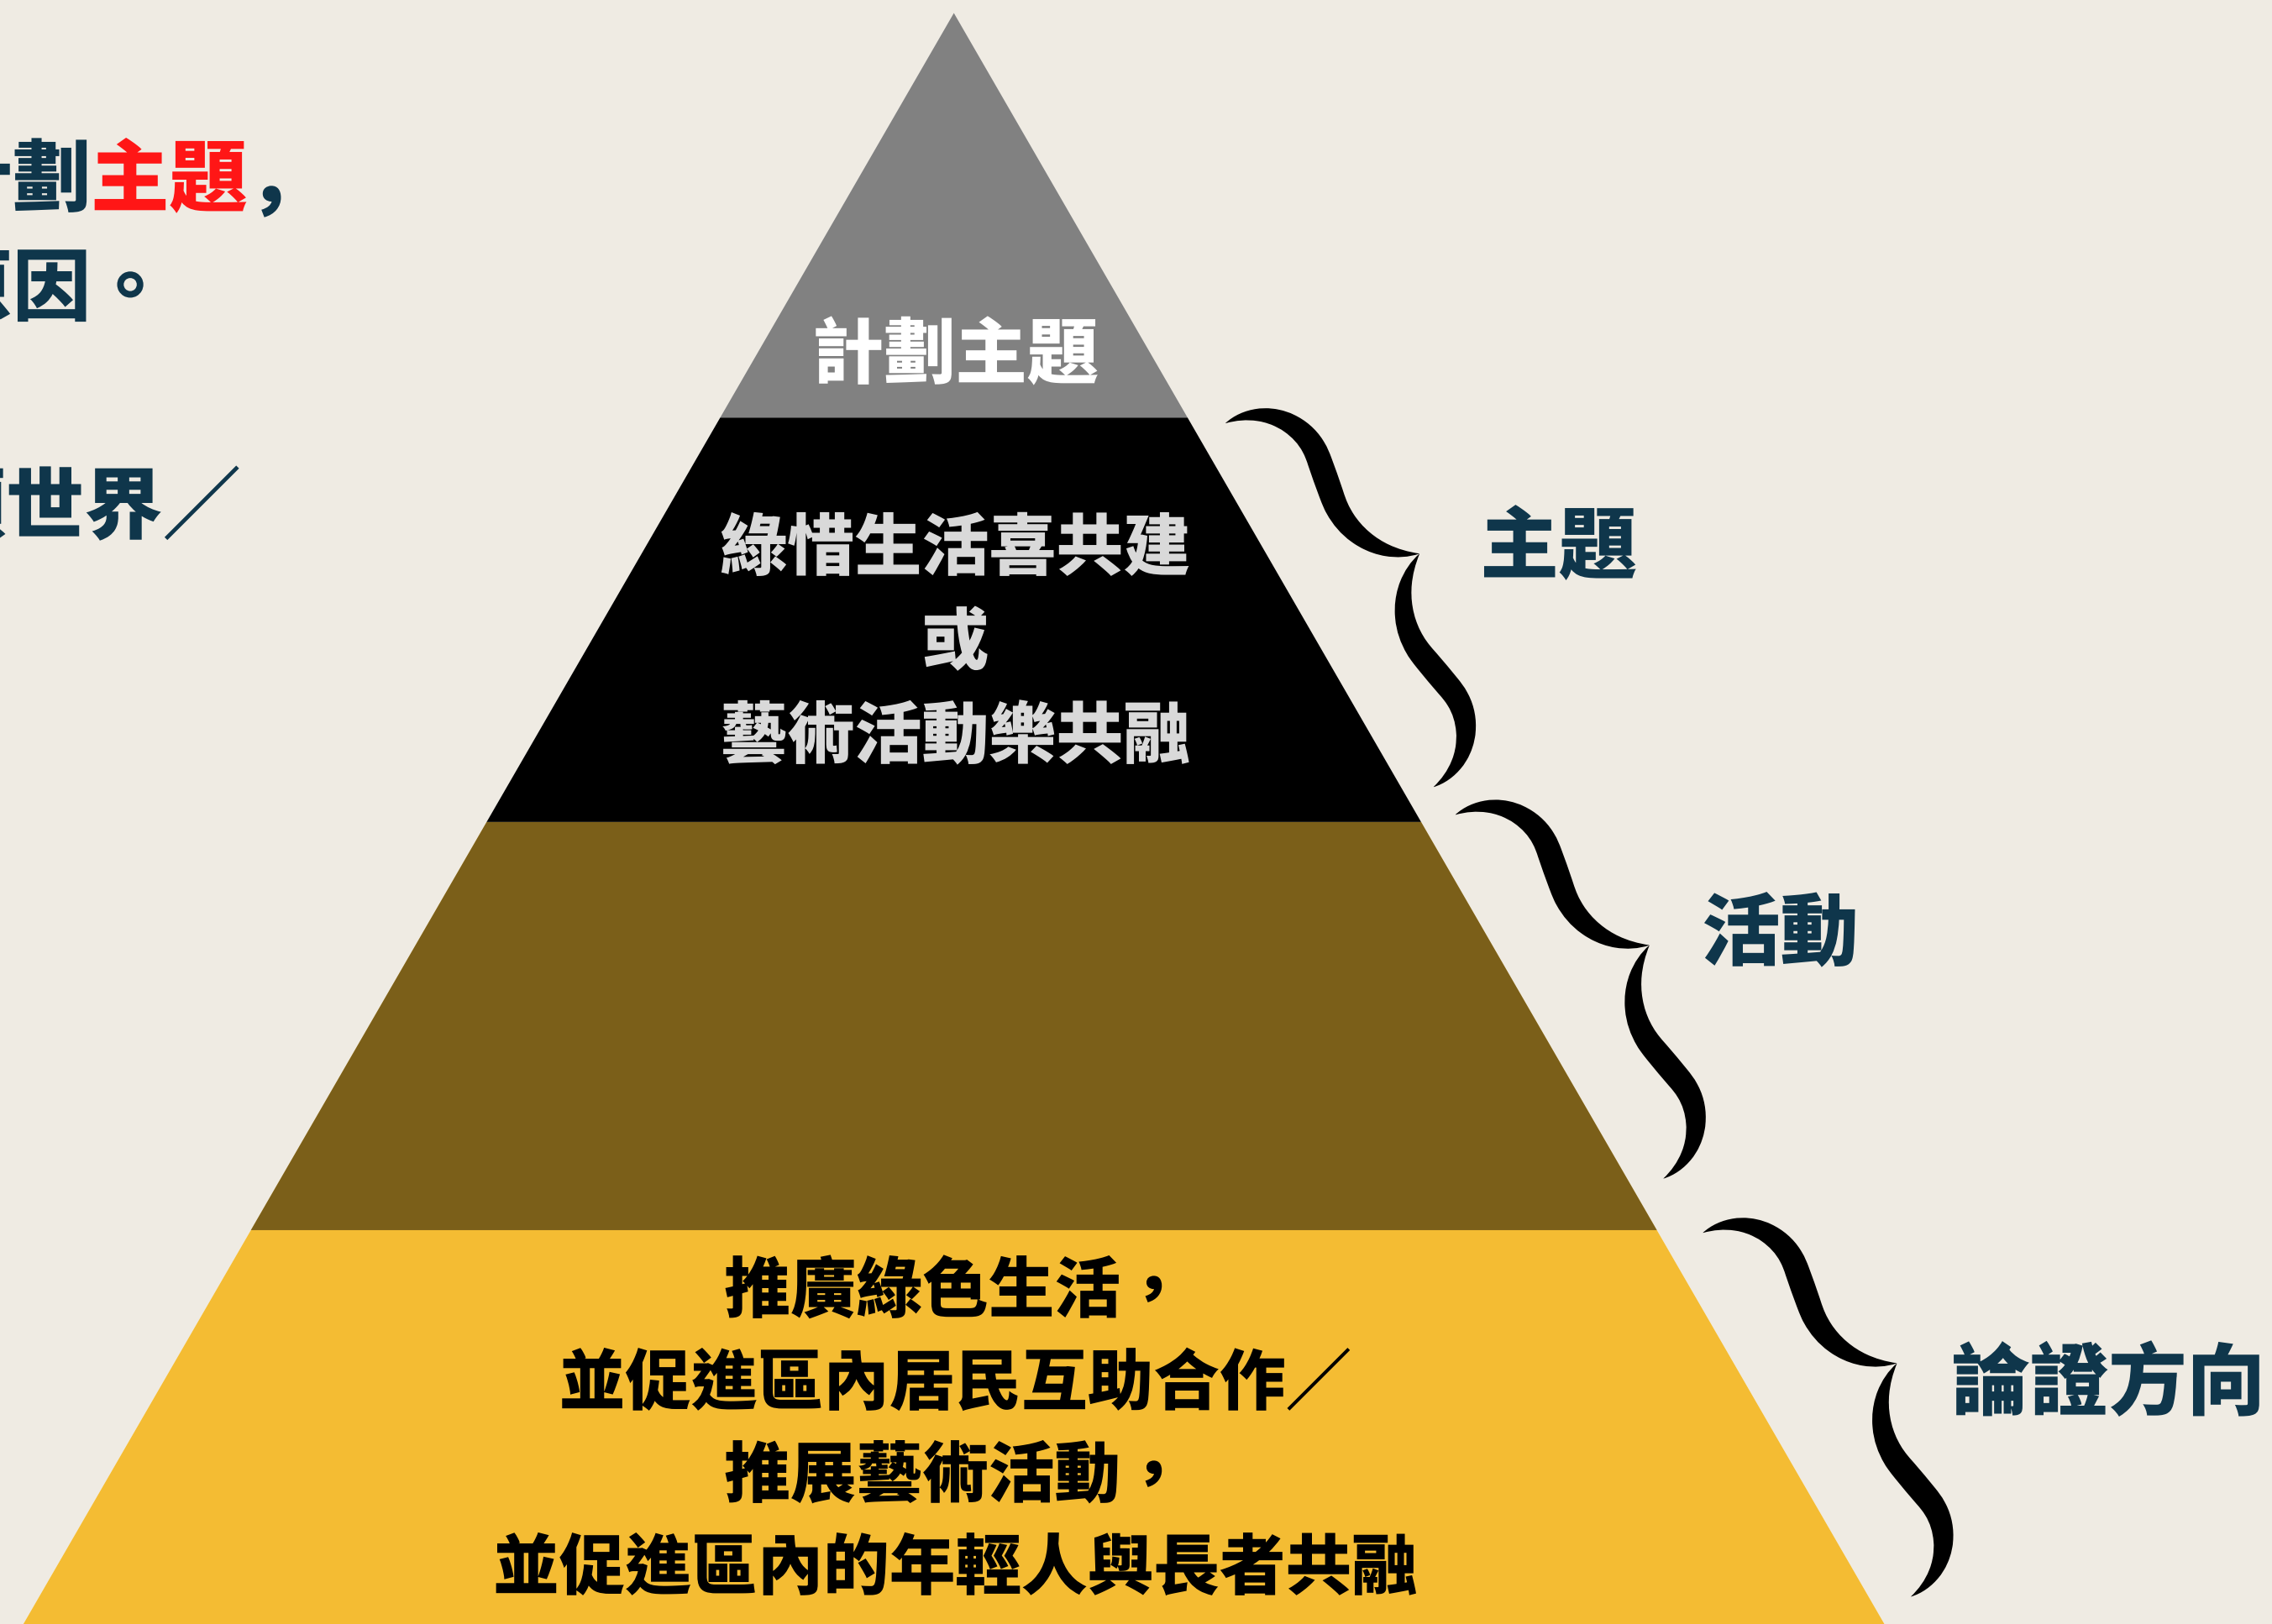 劃主題，
因。
世界／
計劃主題
綠惜生活善共建
或
藝術活動樂共融
主題
活動
推廣綠色生活，
並促進區內居民互助合作／
推展藝術活動，
並促進區內的年輕人與長者共融
討論方向